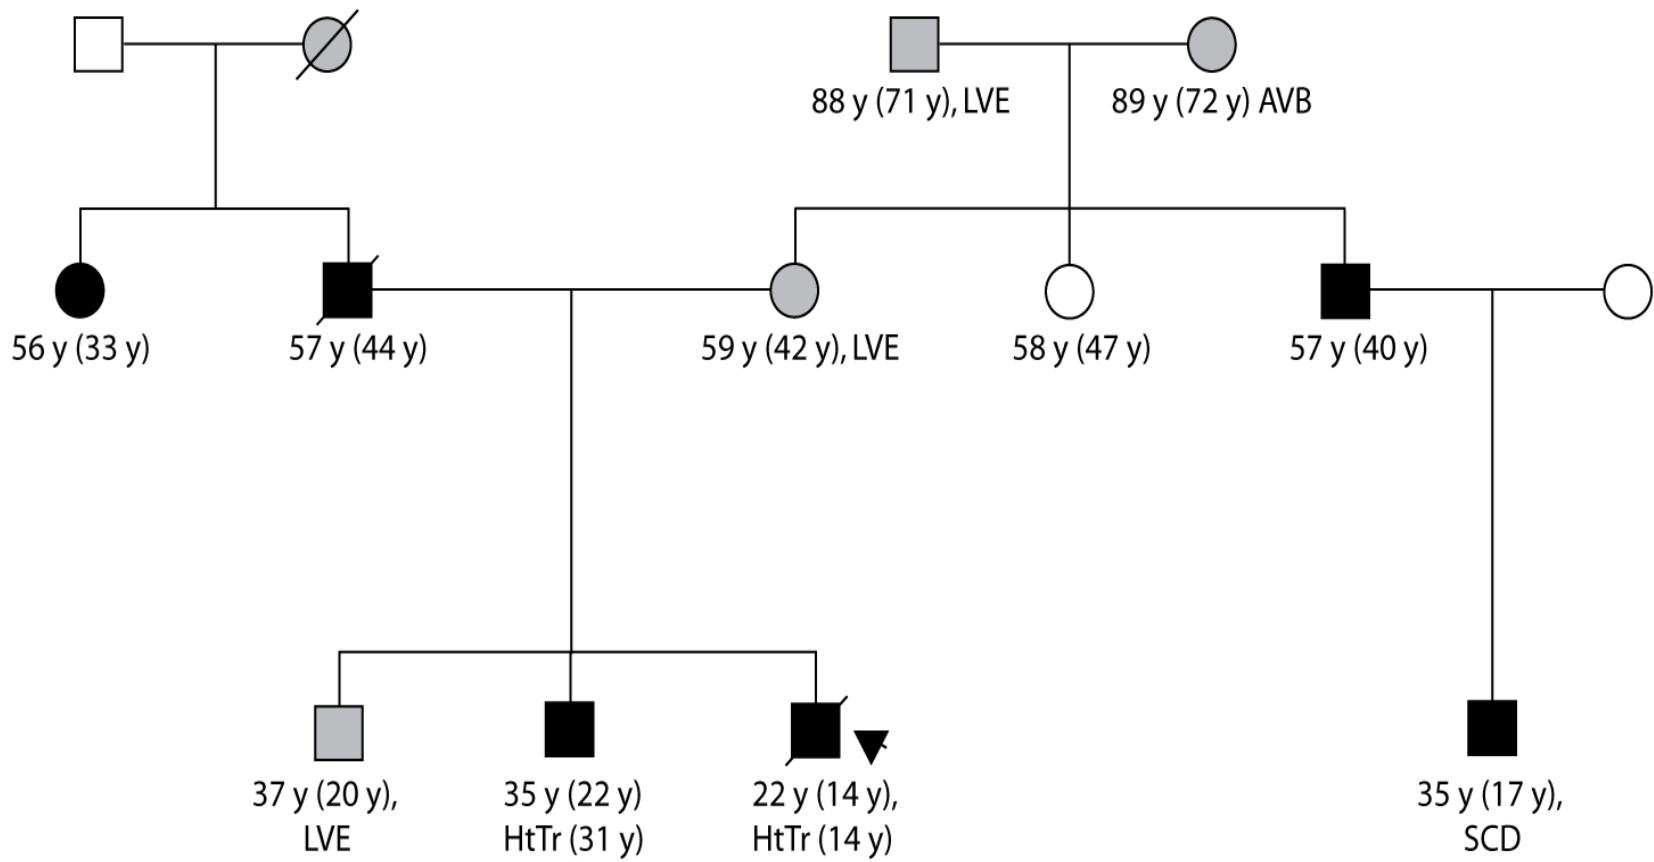 88 y (71 y), LVE
89 y (72 y) AVB
56 y (33 y)
57 y (44 y)
59 y (42 y), LVE
58 y (47 y)
57 y (40 y)
37 y (20 y),
LVE
35 y (22 y)
HtTr (31 y)
22 y (14 y),
HtTr (14 y)
35 y (17 y),
SCD